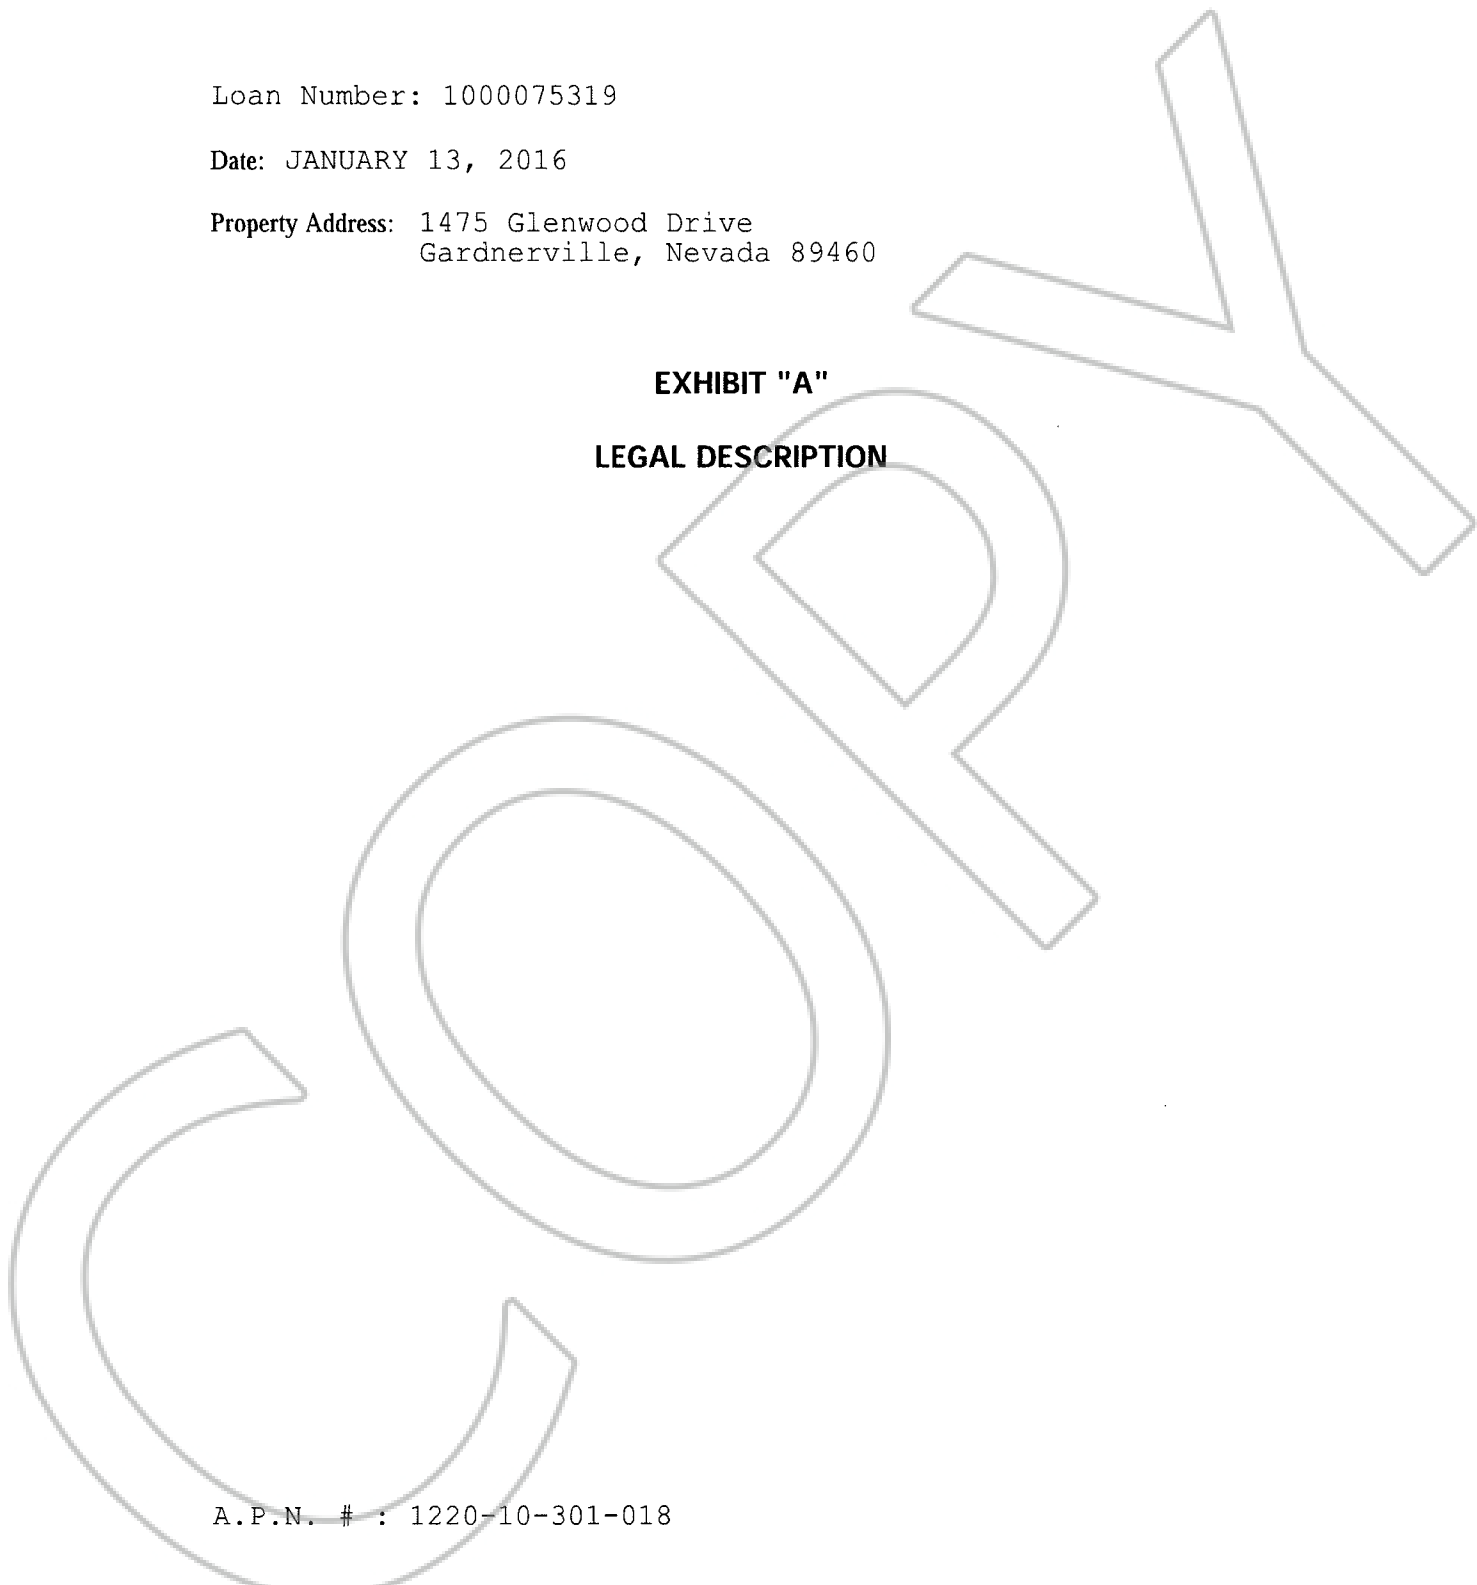 Loan Number: 1000075319
Date: JANUARY 13, 2016
Property Address: 1475 Glenwood Drive
Gardnerville, Nevada 89460
EXHIBIT "A"
LEGAL DESCRIPTION
COPY
A.P.N. # : 1220-10-301-018